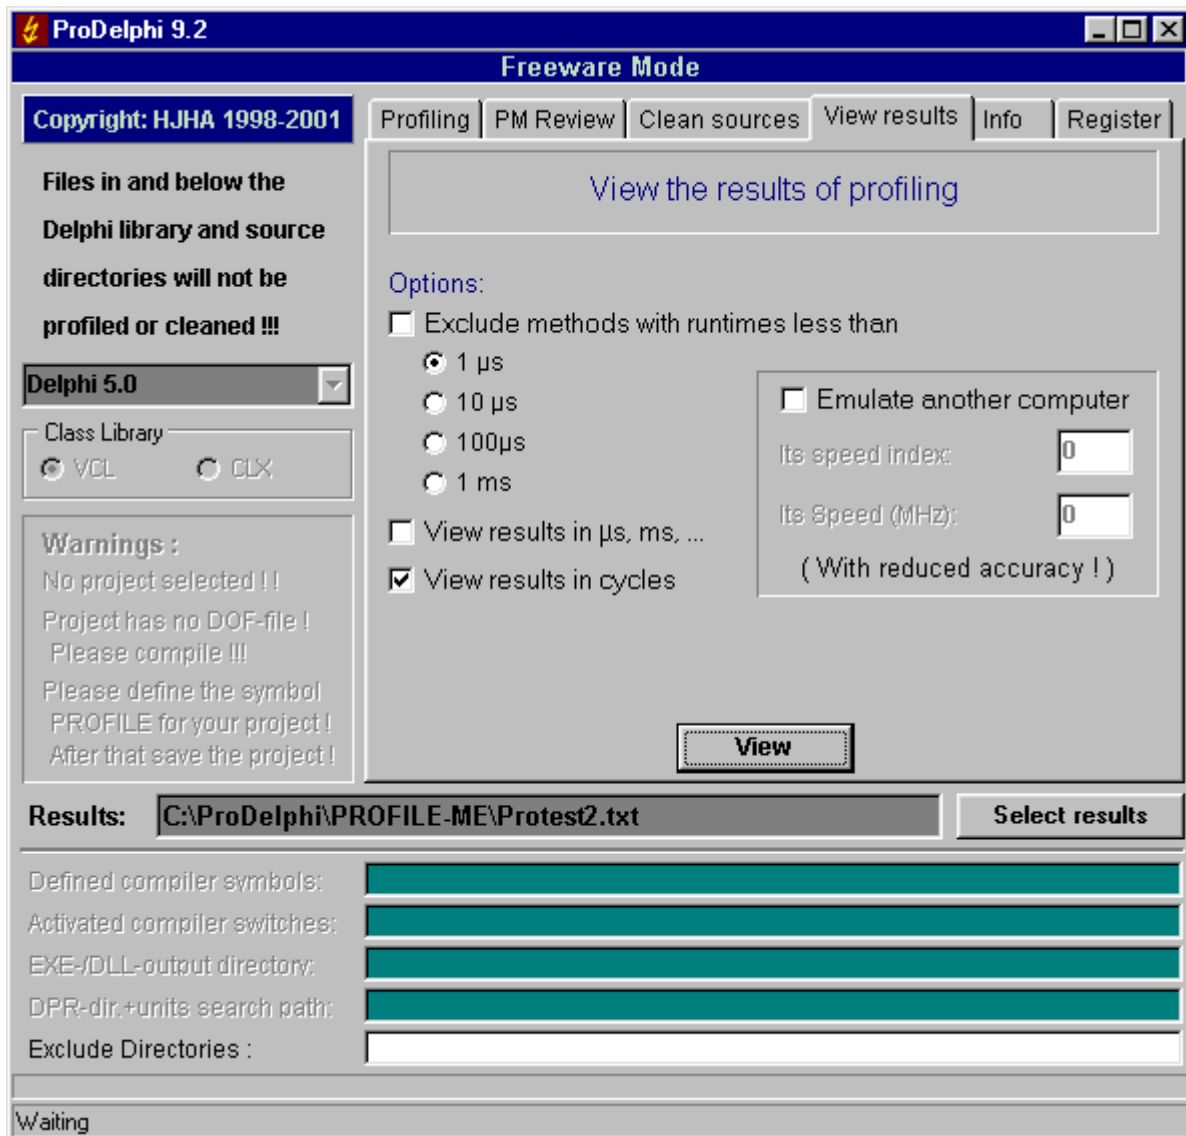 ProDelphi 9.2
Freeware Mode
Copyright: HJHA 1998-2001
Files in and below the
Delphi library and source
directories will not be
profiled or cleaned !!!
Delphi 5.0
Class Library
VCL CLX
Warnings :
No project selected ! !
Project has no DOF-file !
Please compile !!!
Please define the symbol
PROFILE for your project !
After that save the project !
Profiling PM Review Clean sources View results Info Register
View the results of profiling
Options:
Exclude methods with runtimes less than
1 µs
10 µs
100µs
1 ms
View results in µs, ms, ...
View results in cycles
Emulate another computer
Its speed index: 0
Its Speed (MHz): 0
( With reduced accuracy ! )
View
Results: C:\ProDelphi\PROFILE-ME\Protest2.txt Select results
Defined compiler symbols:
Activated compiler switches:
EXE-/DLL-output directory:
DPR-dir.+units search path:
Exclude Directories :
Waiting